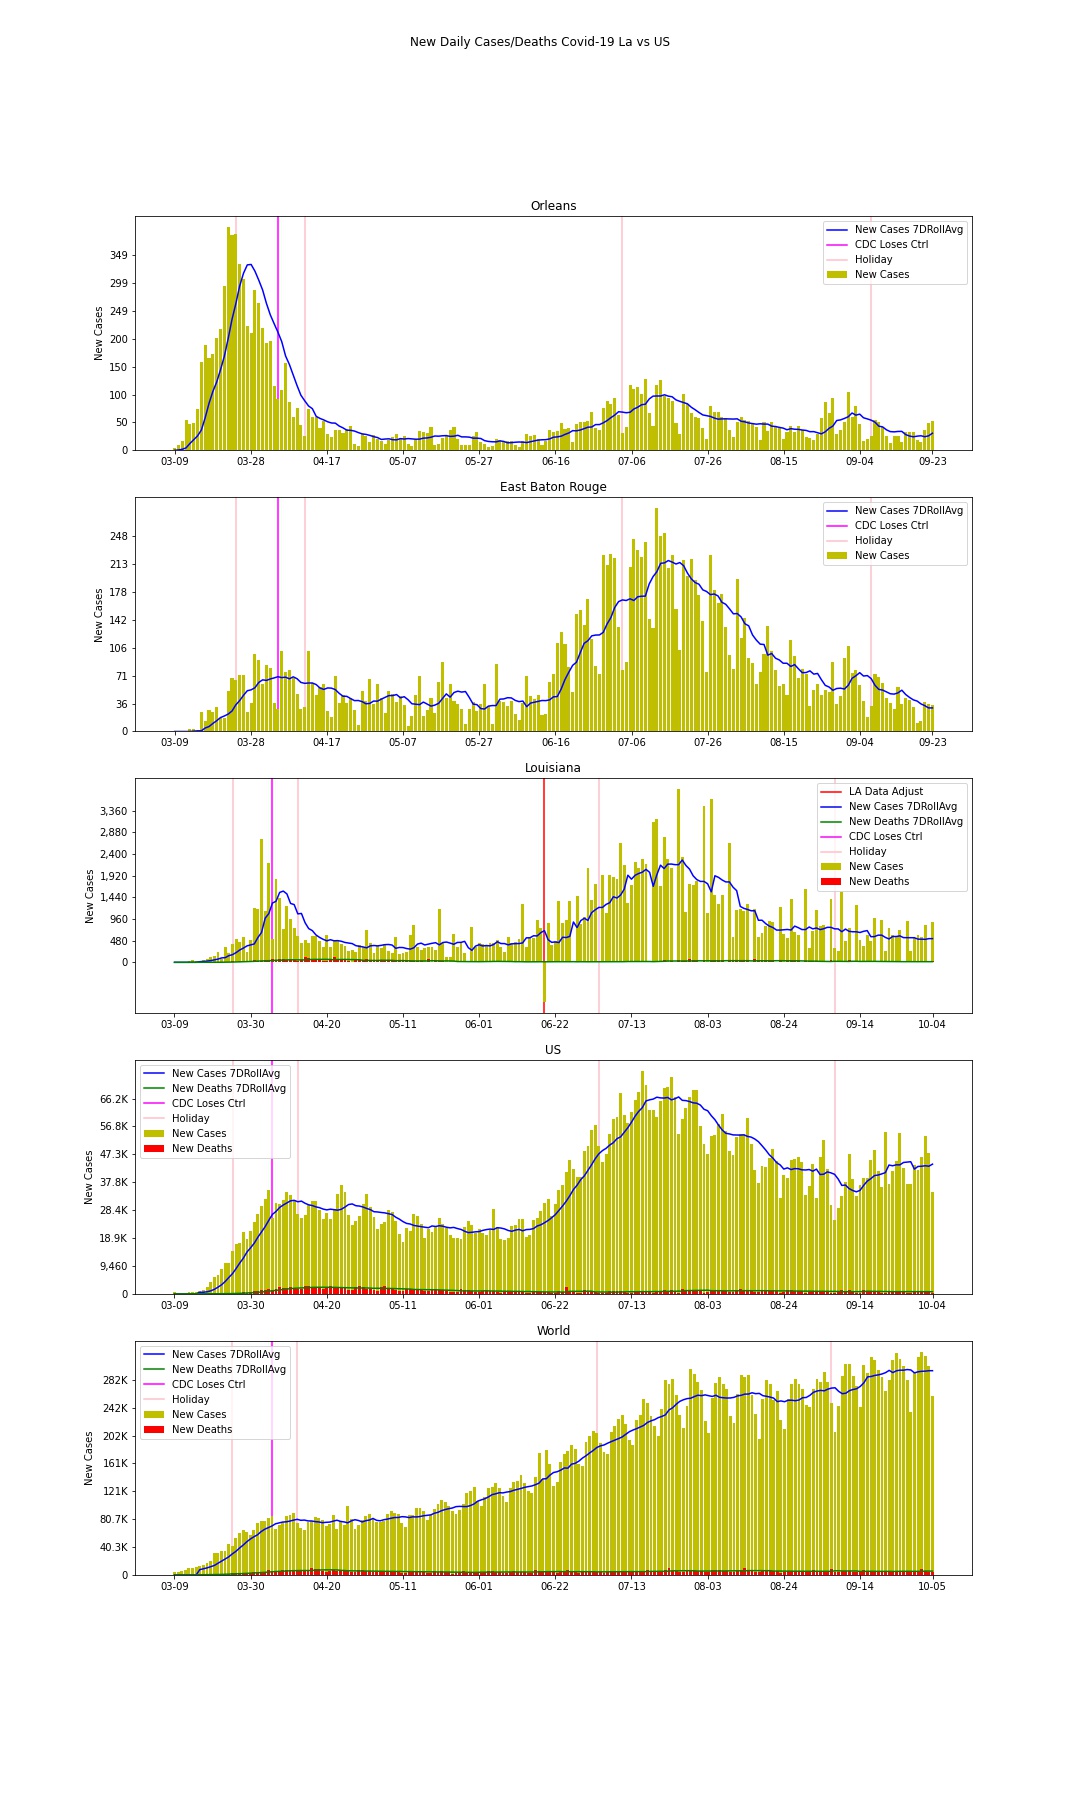 New Daily Cases/Deaths Covid-19 La vs US
Orleans
New Cases
349
299
249
200
150
100
50
0
New Cases 7DRollAvg
CDC Loses Ctrl
Holiday
New Cases
03-09 03-28 04-17 05-07 05-27 06-16 07-06 07-26 08-15 09-04 09-23
East Baton Rouge
New Cases
248
213
178
142
106
71
36
0
New Cases 7DRollAvg
CDC Loses Ctrl
Holiday
New Cases
03-09 03-28 04-17 05-07 05-27 06-16 07-06 07-26 08-15 09-04 09-23
Louisiana
New Cases
3,360
2,880
2,400
1,920
1,440
960
480
0
LA Data Adjust
New Cases 7DRollAvg
New Deaths 7DRollAvg
CDC Loses Ctrl
Holiday
New Cases
New Deaths
03-09 03-30 04-20 05-11 06-01 06-22 07-13 08-03 08-24 09-14 10-04
US
New Cases
66.2K
56.8K
47.3K
37.8K
28.4K
18.9K
9,460
0
New Cases 7DRollAvg
New Deaths 7DRollAvg
CDC Loses Ctrl
Holiday
New Cases
New Deaths
03-09 03-30 04-20 05-11 06-01 06-22 07-13 08-03 08-24 09-14 10-04
World
New Cases
282K
242K
202K
161K
121K
80.7K
40.3K
0
New Cases 7DRollAvg
New Deaths 7DRollAvg
CDC Loses Ctrl
Holiday
New Cases
New Deaths
03-09 03-30 04-20 05-11 06-01 06-22 07-13 08-03 08-24 09-14 10-05